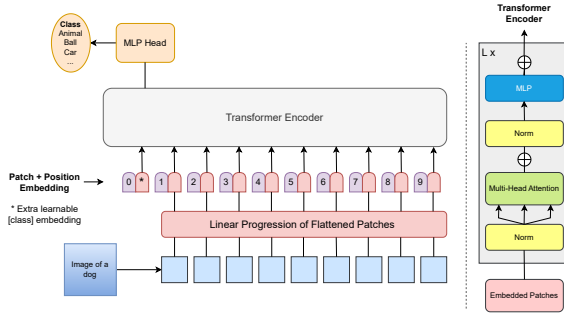 Class
Animal
Ball
Car
...
MLP Head
Transformer Encoder
Patch + Position
Embedding
0 * 1 2 3 4 5 6 7 8 9
* Extra learnable
[class] embedding
Linear Progression of Flattened Patches
Image of a
dog
Transformer
Encoder
L x
MLP
Norm
Multi-Head Attention
Norm
Embedded Patches